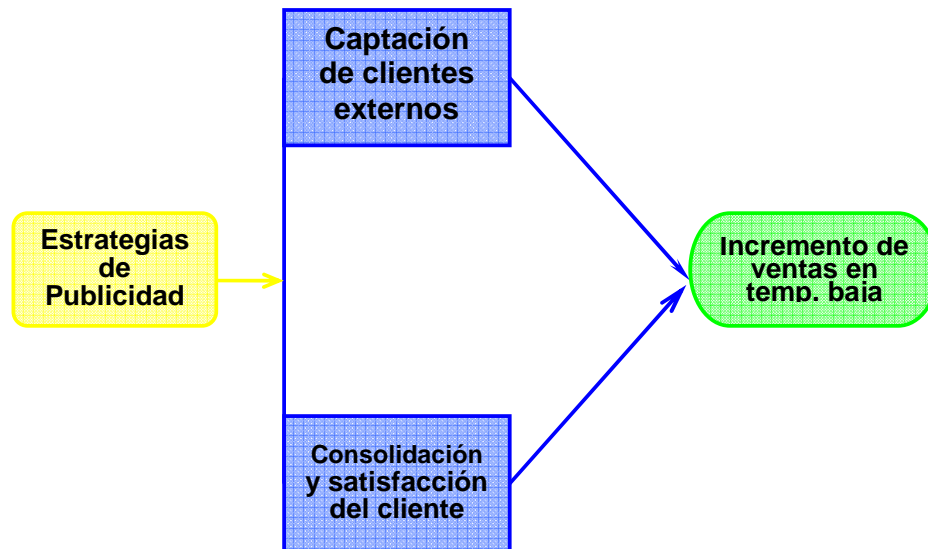 Captación
de clientes
externos
Estrategias
de
Publicidad
Incremento de
ventas en
temp. baja
Consolidación
y satisfacción
del cliente